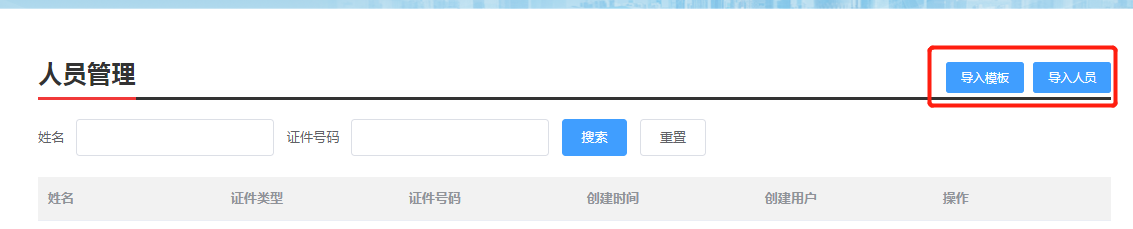 人员管理 导入模板 导入人员
姓名 证件号码 搜索 重置
姓名 证件类型 证件号码 创建时间 创建用户 操作